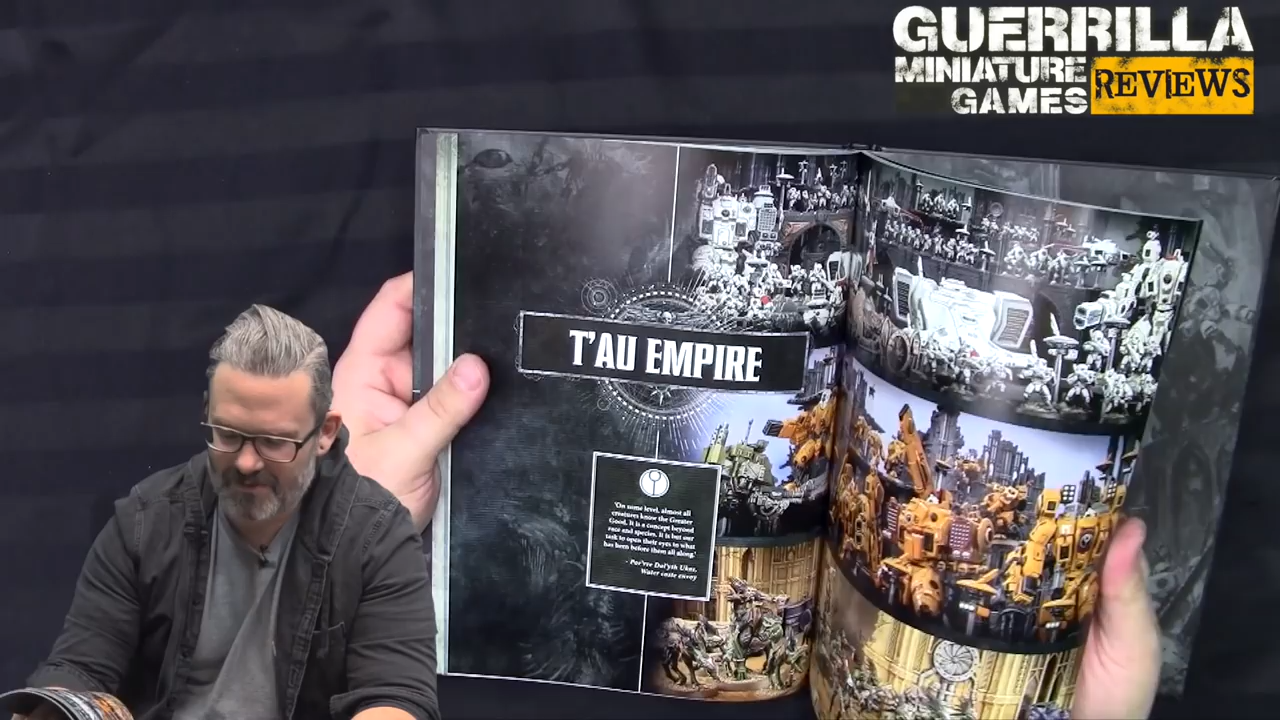 GUERRILLA
MINIATURE
GAMES
REVIEWS
T'AU EMPIRE
'On some level, almost all
creatures know the Greater
Good. It is a concept beyond
race and species. It is but our
task to open their eyes to what
has been before them all along.'
- Por'vre Dal'yth Ukos,
Water caste envoy